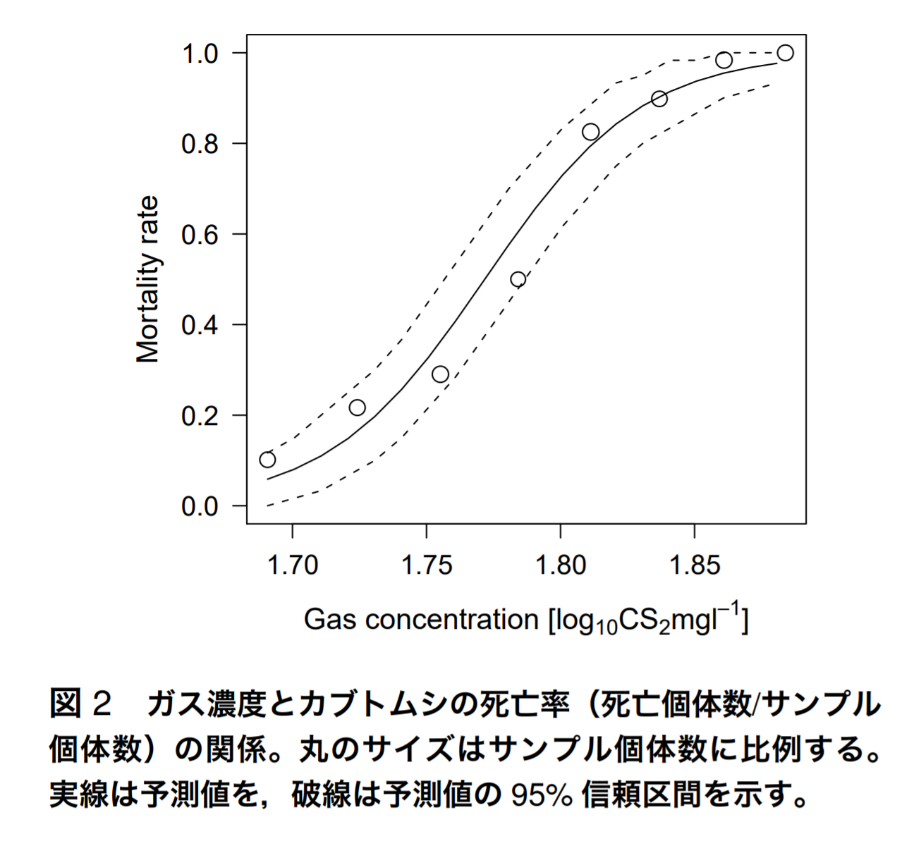 1.0
0.8
0.6
0.4
0.2
0.0
Mortality rate
1.70 1.75 1.80 1.85
Gas concentration [log₁₀CS₂mgl⁻¹]
図 2 ガス濃度とカブトムシの死亡率（死亡個体数/サンプル
個体数）の関係。丸のサイズはサンプル個体数に比例する。
実線は予測値を，破線は予測値の 95% 信頼区間を示す。